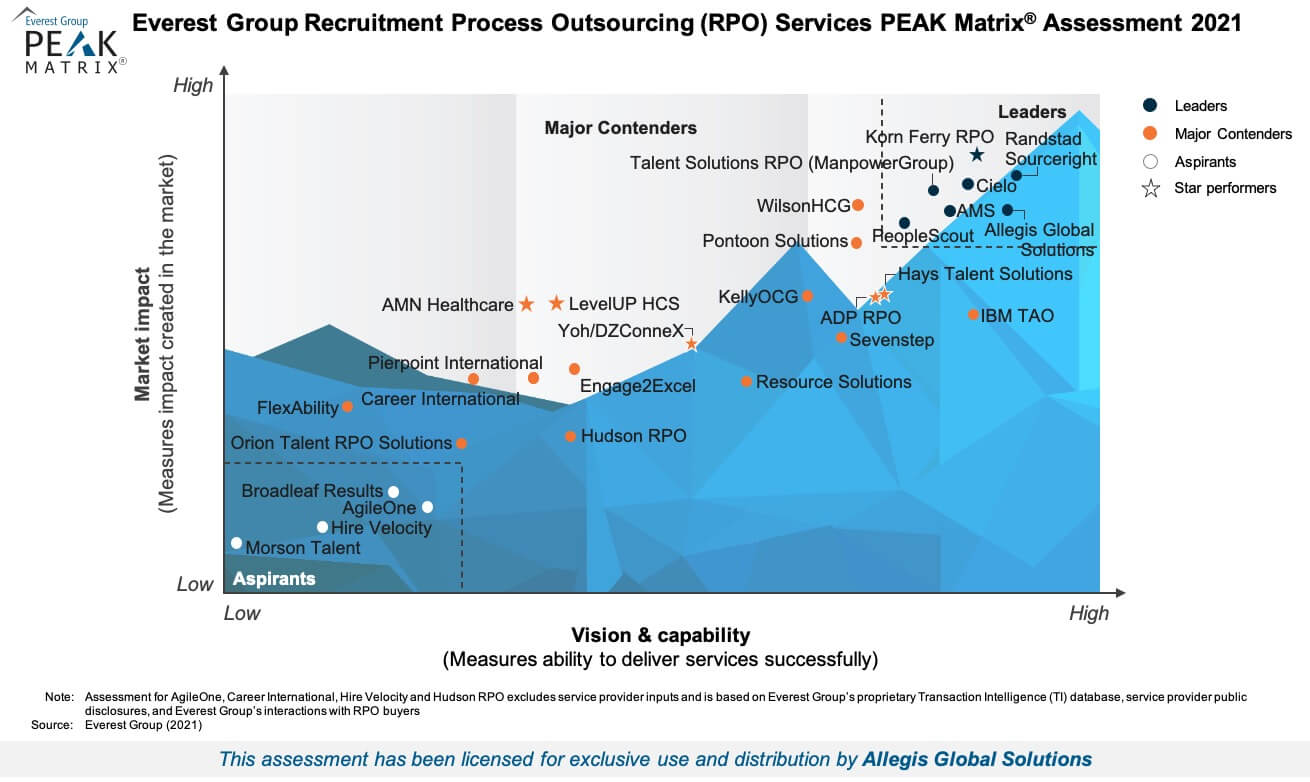 Everest Group
PEAK
MATRIX®
Everest Group Recruitment Process Outsourcing (RPO) Services PEAK Matrix® Assessment 2021
High
Leaders
Major Contenders
Korn Ferry RPO
Randstad
Sourceright
Talent Solutions RPO (ManpowerGroup)
Cielo
WilsonHCG
AMS
PeopleScout
Allegis Global
Solutions
Pontoon Solutions
Hays Talent Solutions
AMN Healthcare
LevelUP HCS
KellyOCG
ADP RPO
IBM TAO
Yoh/DZConneX
Sevenstep
Pierpoint International
Engage2Excel
Resource Solutions
Career International
FlexAbility
Orion Talent RPO Solutions
Hudson RPO
Broadleaf Results
AgileOne
Hire Velocity
Morson Talent
Aspirants
Low
Market impact
(Measures impact created in the market)
Low
High
Vision & capability
(Measures ability to deliver services successfully)
Leaders
Major Contenders
Aspirants
Star performers
Note: Assessment for AgileOne, Career International, Hire Velocity and Hudson RPO excludes service provider inputs and is based on Everest Group's proprietary Transaction Intelligence (TI) database, service provider public
disclosures, and Everest Group's interactions with RPO buyers
Source: Everest Group (2021)
This assessment has been licensed for exclusive use and distribution by Allegis Global Solutions